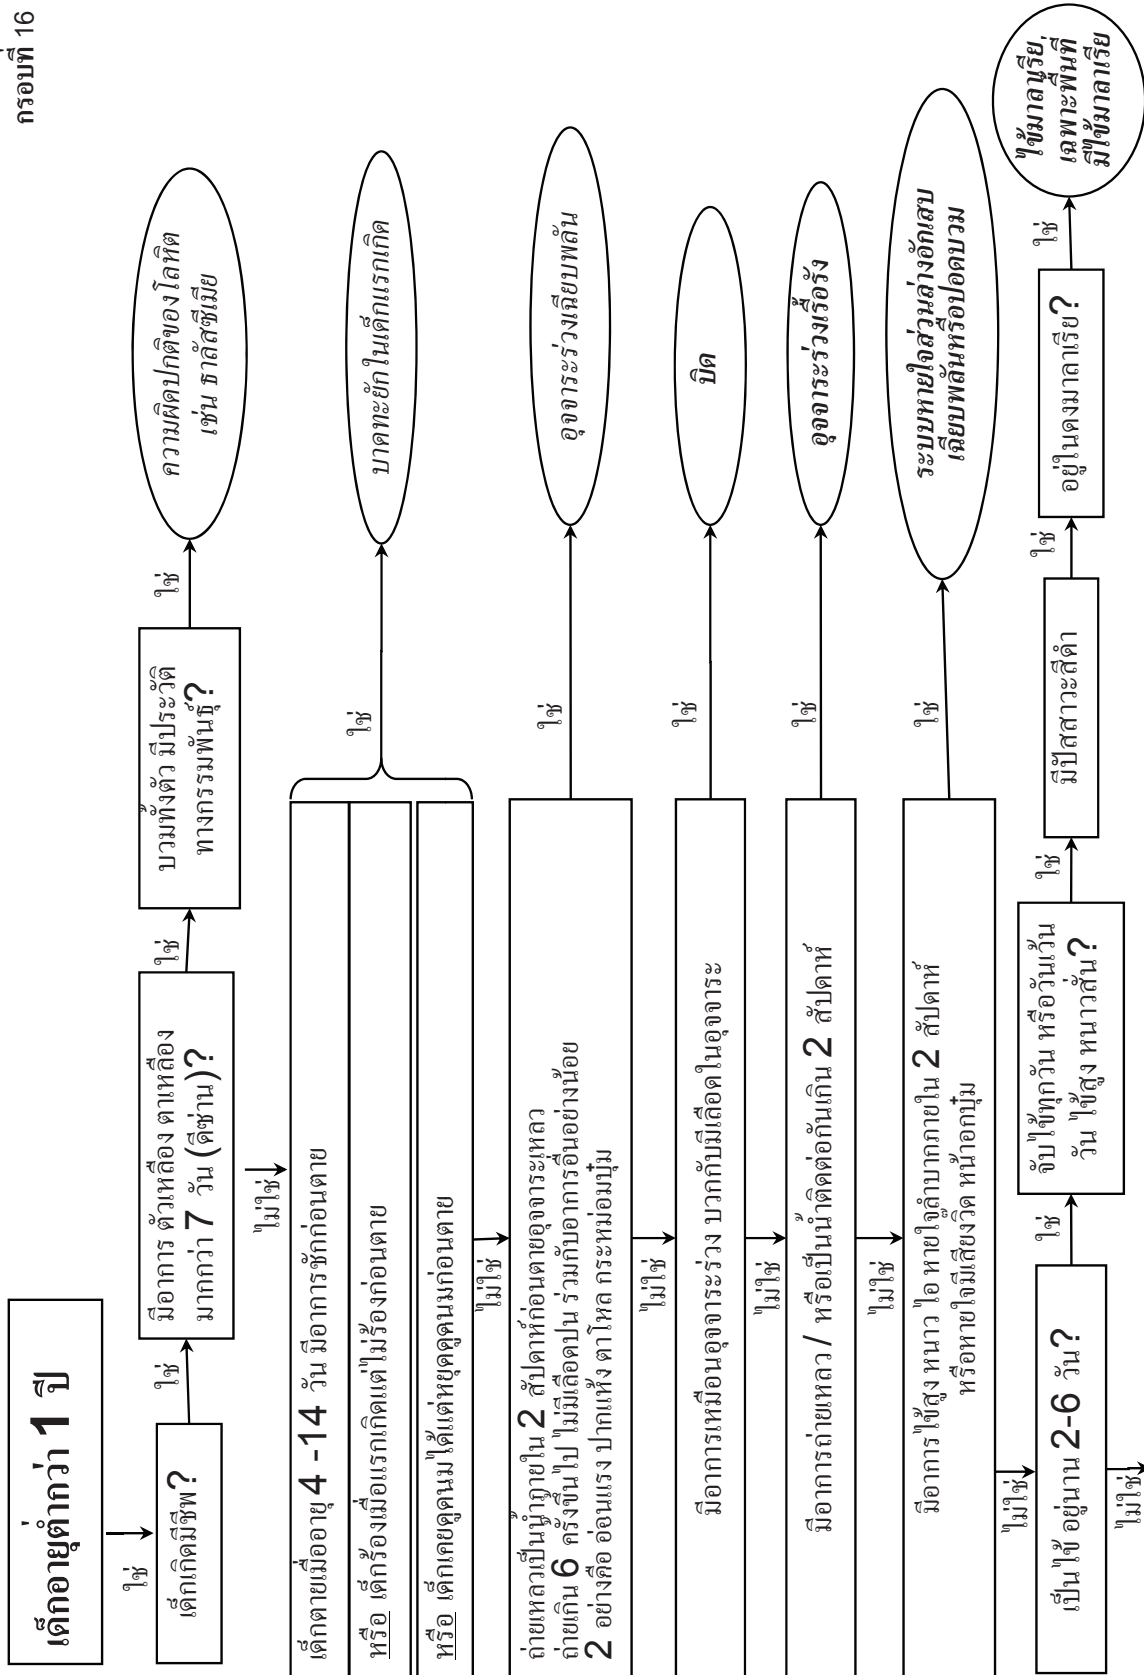 กรอบที่ 16
เด็กอายุต่ำกว่า 1 ปี
ใช่
เด็กเกิดมีชีพ?
ใช่
มีอาการ ตัวเหลือง ตาเหลือง
มากกว่า 7 วัน (ดีซ่าน)?
ใช่
บวมทั้งตัว มีประวัติ
ทางกรรมพันธุ์?
ใช่
ความผิดปกติของโลหิต
เช่น ธาลัสซีเมีย
ไม่ใช่
เด็กตายเมื่ออายุ 4 -14 วัน มีอาการชักก่อนตาย
หรือ เด็กร้องเมื่อแรกเกิดแต่ไม่ร้องก่อนตาย
หรือ เด็กเคยดูดนมได้แต่หยุดดูดนมก่อนตาย
ใช่
บาดทะยักในเด็กแรกเกิด
ไม่ใช่
ถ่ายเหลวเป็นน้ำภายใน 2 สัปดาห์ก่อนตายอุจจาระเหลว
ถ่ายเกิน 6 ครั้งขึ้นไป ไม่มีเลือดปน ร่วมกับอาการอื่นอย่างน้อย
2 อย่างคือ อ่อนแรง ปากแห้ง ตาโหล กระหม่อมบุ๋ม
ใช่
อุจจาระร่วงเฉียบพลัน
ไม่ใช่
มีอาการเหมือนอุจจาระร่วง บวกกับมีเลือดในอุจจาระ
ใช่
บิด
ไม่ใช่
มีอาการถ่ายเหลว / หรือเป็นน้ำติดต่อกันเกิน 2 สัปดาห์
ใช่
อุจจาระร่วงเรื้อรัง
ไม่ใช่
มีอาการ ไข้สูง หนาว ไอ หายใจลำบากภายใน 2 สัปดาห์
หรือหายใจมีเสียงวี๊ด หน้าอกบุ๋ม
ใช่
ระบบหายใจส่วนล่างอักเสบ
เฉียบพลันหรือปอดบวม
ไม่ใช่
เป็นไข้ อยู่นาน 2-6 วัน?
ใช่
จับไข้ทุกวัน หรือวันเว้น
วัน ไข้สูง หนาวสั่น?
ใช่
มีปัสสาวะสีดำ
ใช่
อยู่ในดงมาลาเรีย?
ใช่
ไข้มาลาเรีย,
เฉพาะพื้นที่
มีไข้มาลาเรีย
ไม่ใช่